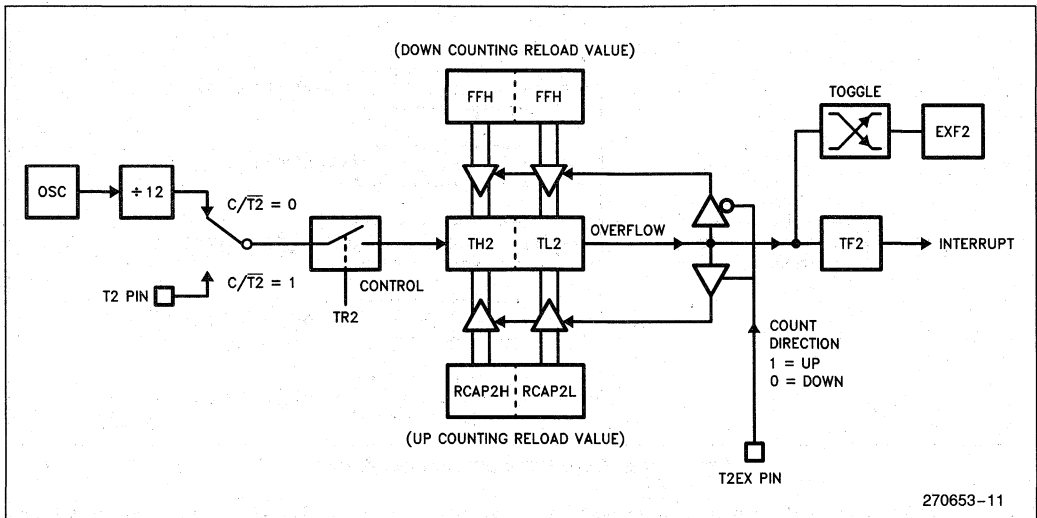 (DOWN COUNTING RELOAD VALUE)
FFH FFH
TOGGLE
EXF2
OSC
÷12
C/T2̅ = 0
TH2 TL2
OVERFLOW
TF2
INTERRUPT
C/T2̅ = 1
T2 PIN
CONTROL
TR2
COUNT
DIRECTION
1 = UP
0 = DOWN
RCAP2H RCAP2L
(UP COUNTING RELOAD VALUE)
T2EX PIN
270653-11